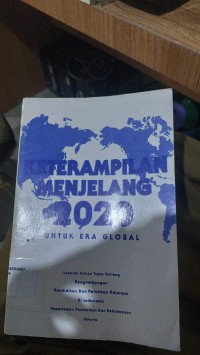 KETERAMPILAN
MENJELANG
2020
UNTUK ERA GLOBAL
Laporan Satuan Tugas Tentang
Pengembangan
Pendidikan Dan Pelatihan Kejuruan
Di Indonesia
Departemen Pendidikan Dan Kebudayaan
Jakarta